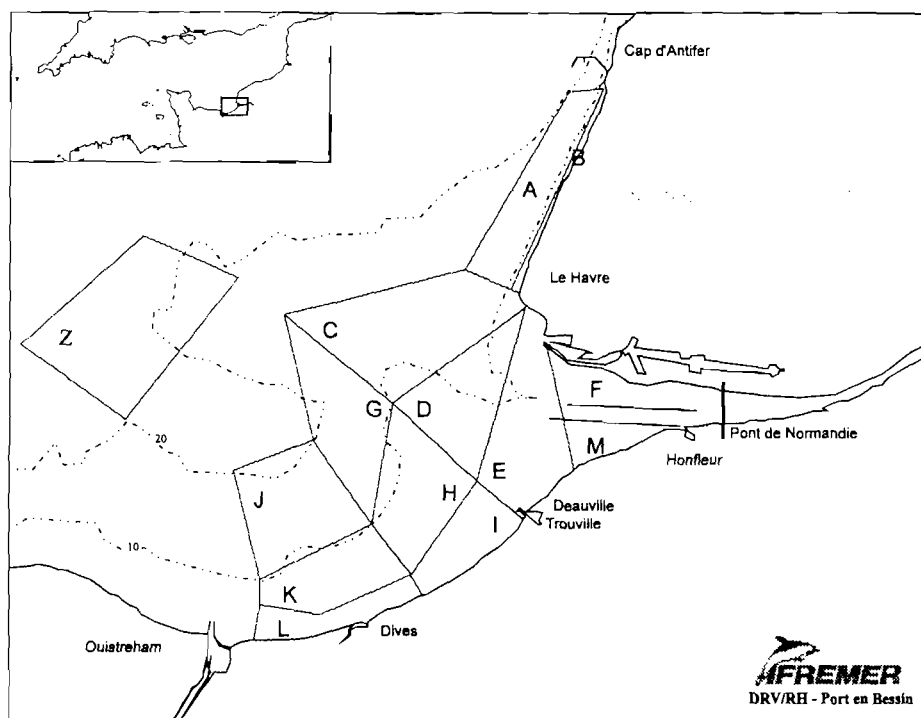 Cap d'Antifer
A
B
Le Havre
C
Z
G
D
F
Pont de Normandie
20
M
Honfleur
E
J
H
Deauville
I
Trouville
10
K
L
Dives
Ouistreham
IFREMER
DRV/RH - Port en Bessin